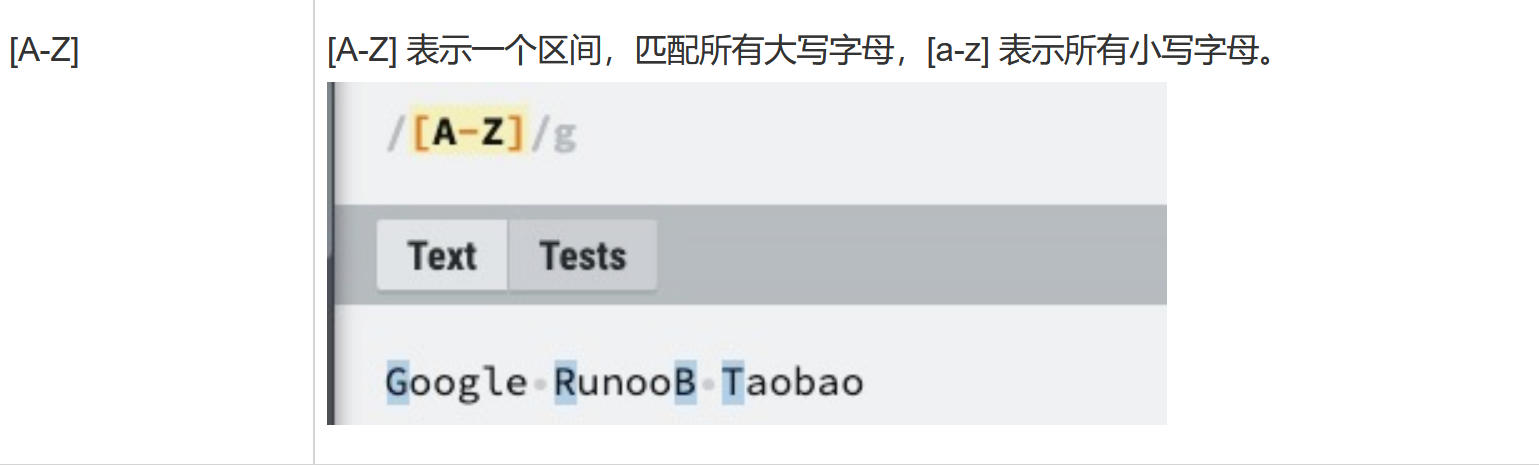 [A-Z]
[A-Z] 表示一个区间，匹配所有大写字母，[a-z] 表示所有小写字母。
/[A-Z]/g
Text Tests
Google·RunooB·Taobao